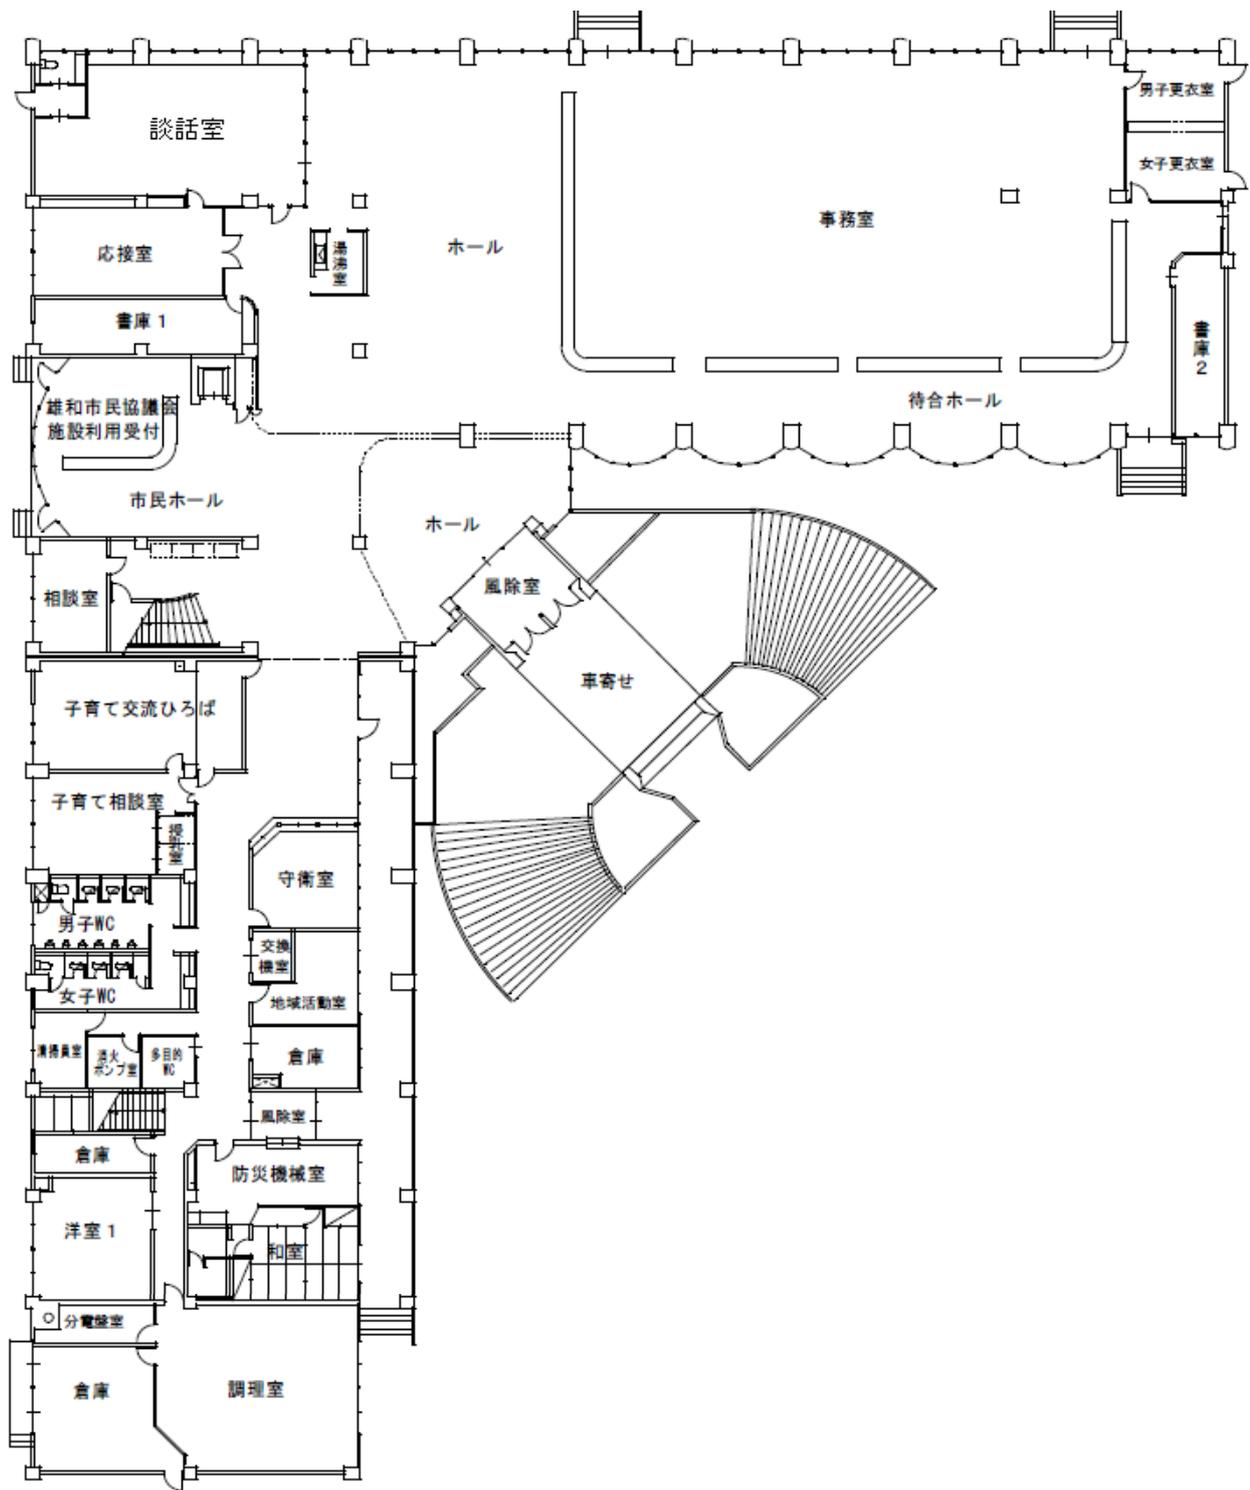 男子更衣室
談話室
女子更衣室
事務室
ホール
応接室
湯沸室
書庫1
書庫2
待合ホール
雄和市民協議会
施設利用受付
市民ホール
ホール
風除室
相談室
車寄せ
子育て交流ひろば
子育て相談室
授乳室
守衛室
男子WC
交換
機室
女子WC
地域活動室
清掃員室
消火
ポンプ室
多目的
WC
倉庫
風除室
倉庫
防災機械室
洋室1
和室
分電盤室
倉庫
調理室